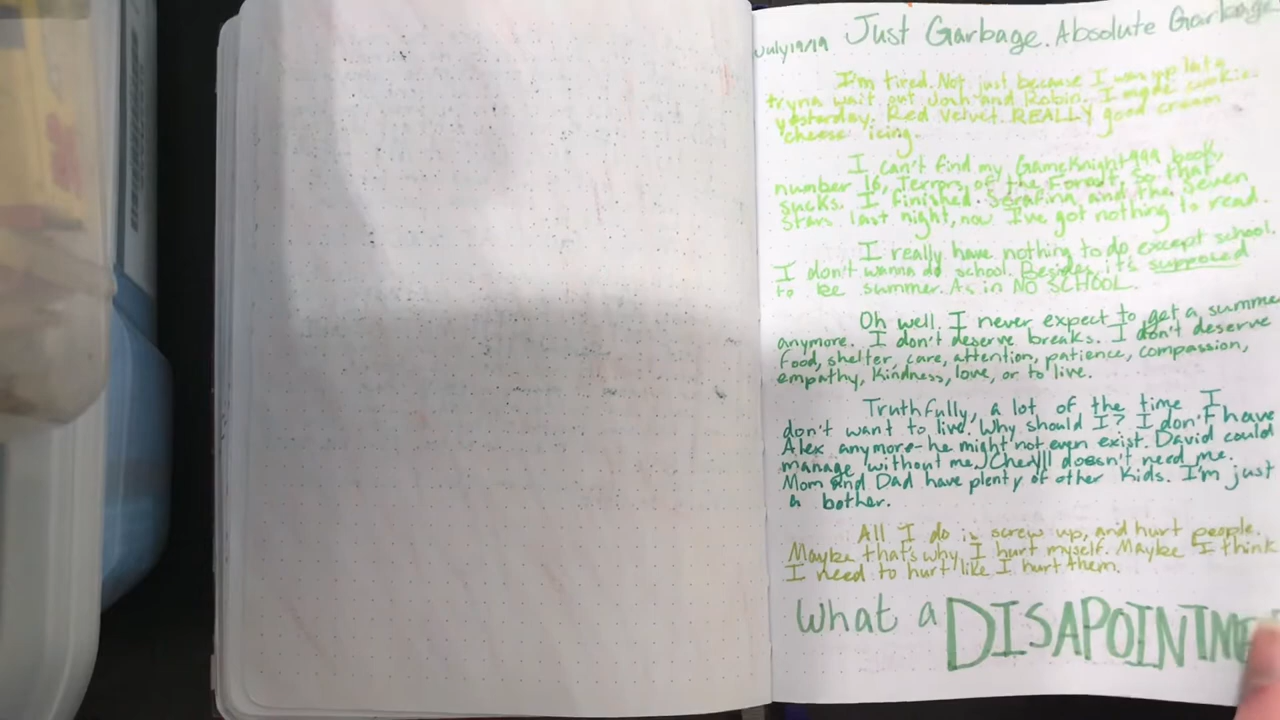 July 19/19 Just Garbage. Absolute Garbage.
I'm tired. Not just because I was up late
tryna wait out Josh and Robin. I made cookie
yesterday. Red velvet. REALLY good cream
cheese icing.
I can't find my GameKnight999 book,
number 16, Terrors of the Forest, so that
sucks. I finished Serafina and the Seven
Stars last night, now I've got nothing to read.
I really have nothing to do except school.
I don't wanna do school. Besides, it's supposed
to be summer. As in NO SCHOOL.
Oh well. I never expect to get a summe
anymore. I don't deserve breaks. I don't deserve
food, shelter, care, attention, patience, compassion,
empathy, kindness, love, or to live.
Truthfully, a lot of the time I
don't want to live. Why should I? I don't have
Alex anymore-he might not even exist. David could
manage without me. Cheryll doesn't need me.
Mom and Dad have plenty of other kids. I'm just
a bother.
All I do is screw up, and hurt people.
Maybe that's why I hurt myself. Maybe I think
I need to hurt like I hurt them.
What a DISAPOINTME